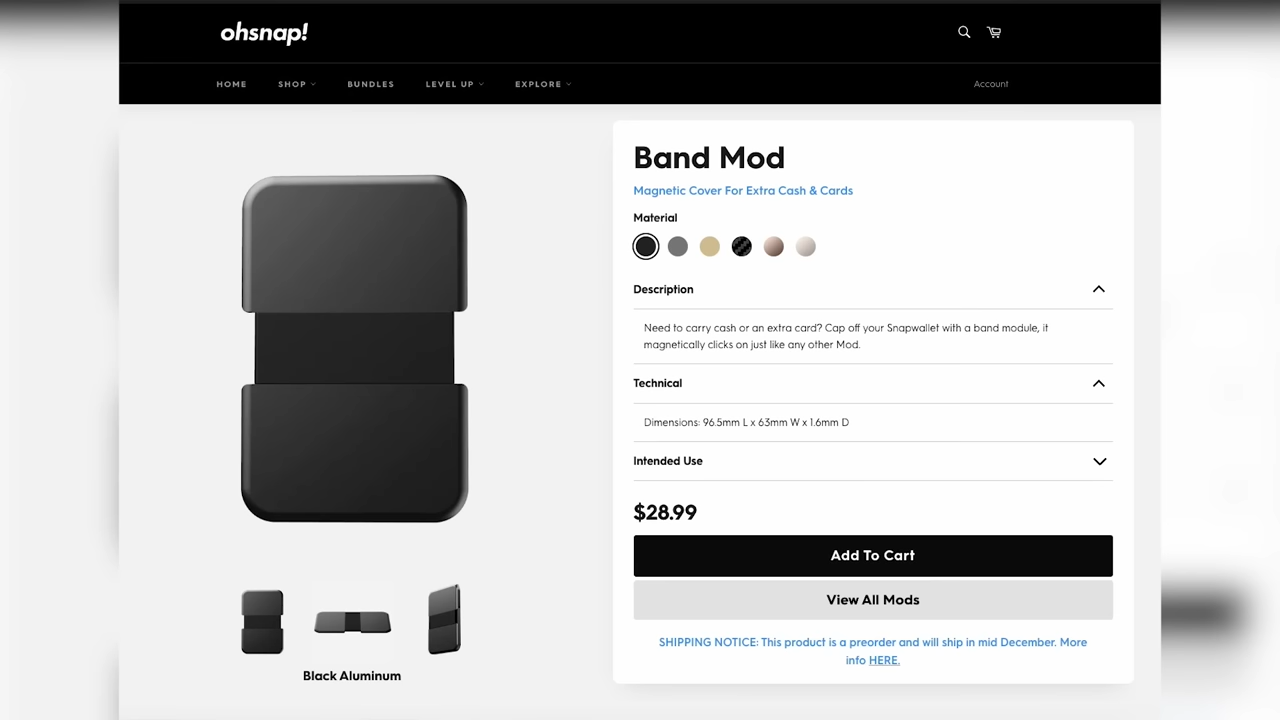 ohsnap!
HOME SHOP BUNDLES LEVEL UP EXPLORE Account
Band Mod
Magnetic Cover For Extra Cash & Cards
Material
Description
Need to carry cash or an extra card? Cap off your Snapwallet with a band module, it
magnetically clicks on just like any other Mod.
Technical
Dimensions: 96.5mm L x 63mm W x 1.6mm D
Intended Use
$28.99
Add To Cart
View All Mods
SHIPPING NOTICE: This product is a preorder and will ship in mid December. More
info HERE.
Black Aluminum